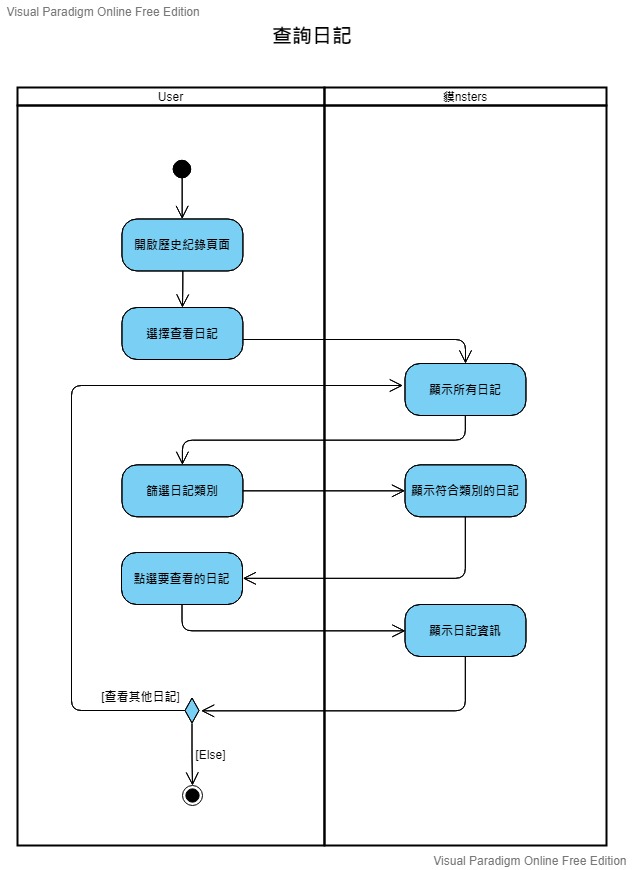 Visual Paradigm Online Free Edition
查詢日記
User
貘nsters
開啟歷史紀錄頁面
選擇查看日記
顯示所有日記
篩選日記類別
顯示符合類別的日記
點選要查看的日記
顯示日記資訊
[查看其他日記]
[Else]
Visual Paradigm Online Free Edition